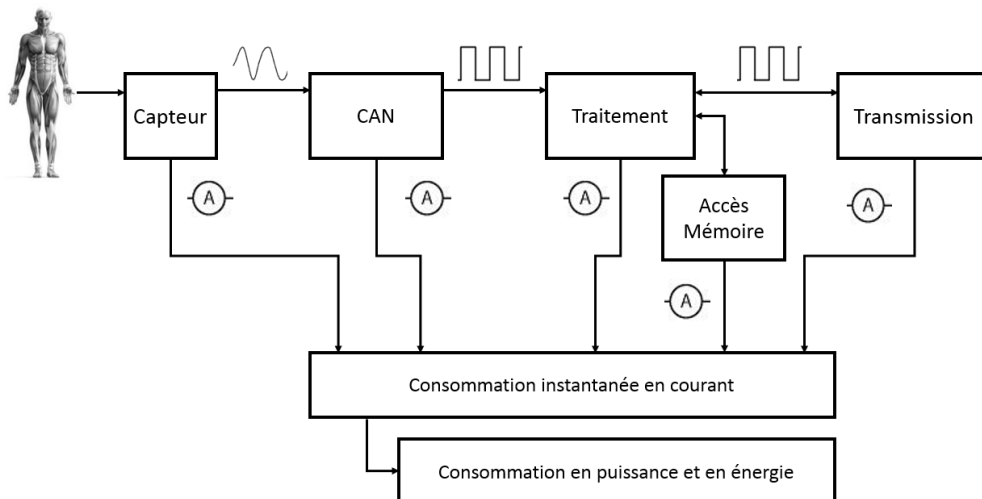 Capteur
CAN
Traitement
Transmission
A
A
A
A
Accès
Mémoire
A
Consommation instantanée en courant
Consommation en puissance et en énergie